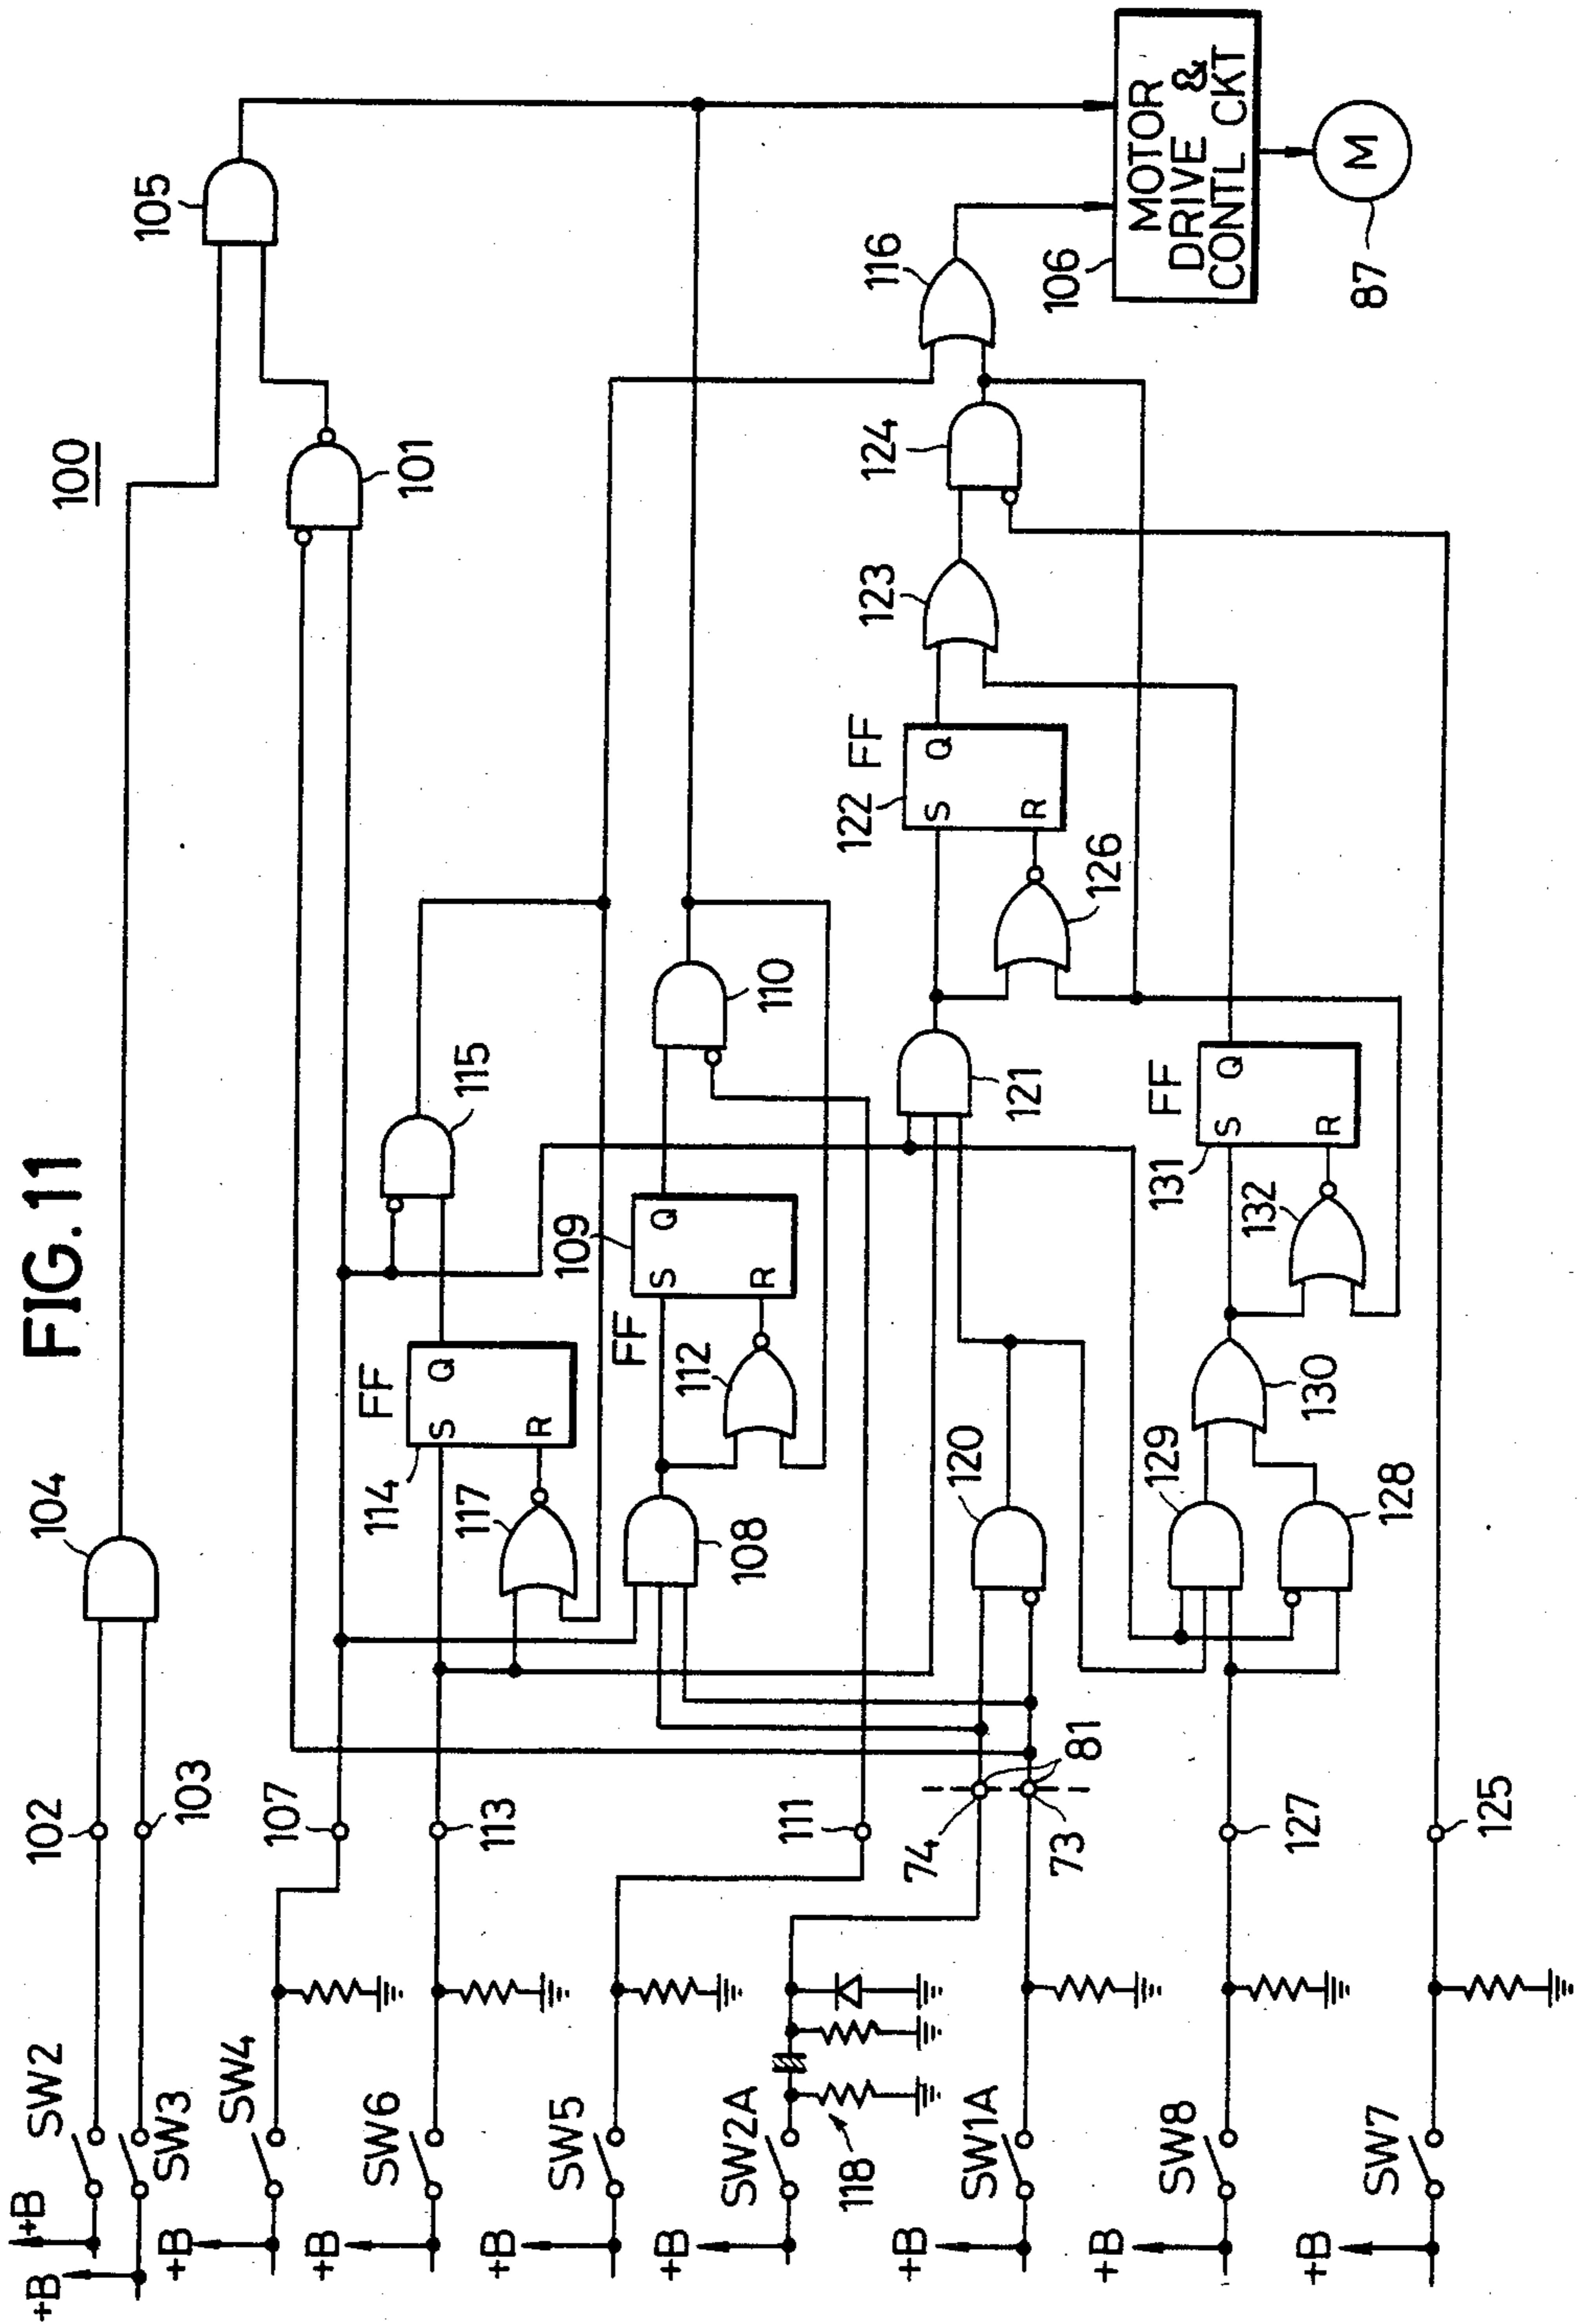 FIG. 11
100
SW2
102
104
105
SW3
103
101
SW4
107
115
SW6
113
114
FF
S
Q
R
117
116
SW5
111
108
FF
109
S
Q
R
112
110
SW2A
118
74
81
120
121
122
FF
S
Q
R
126
123
124
SW1A
73
SW8
127
129
128
130
131
FF
S
Q
R
132
SW7
125
106
MOTOR
DRIVE &
CONTL CKT
M
87
+B
+B
+B
+B
+B
+B
+B
+B
+B